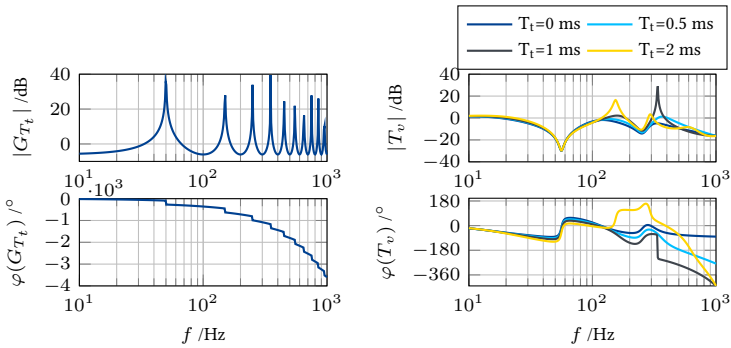 T_t=0 ms T_t=0.5 ms
T_t=1 ms T_t=2 ms
40
20
0
|G_{T_t}| /dB
10^1 10^2 10^3
·10^3
0
−1
−2
−3
−4
φ(G_{T_t}) /°
10^1 10^2 10^3
f /Hz
40
20
0
−20
−40
|T_v| /dB
10^1 10^2 10^3
180
0
−180
−360
φ(T_v) /°
10^1 10^2 10^3
f /Hz